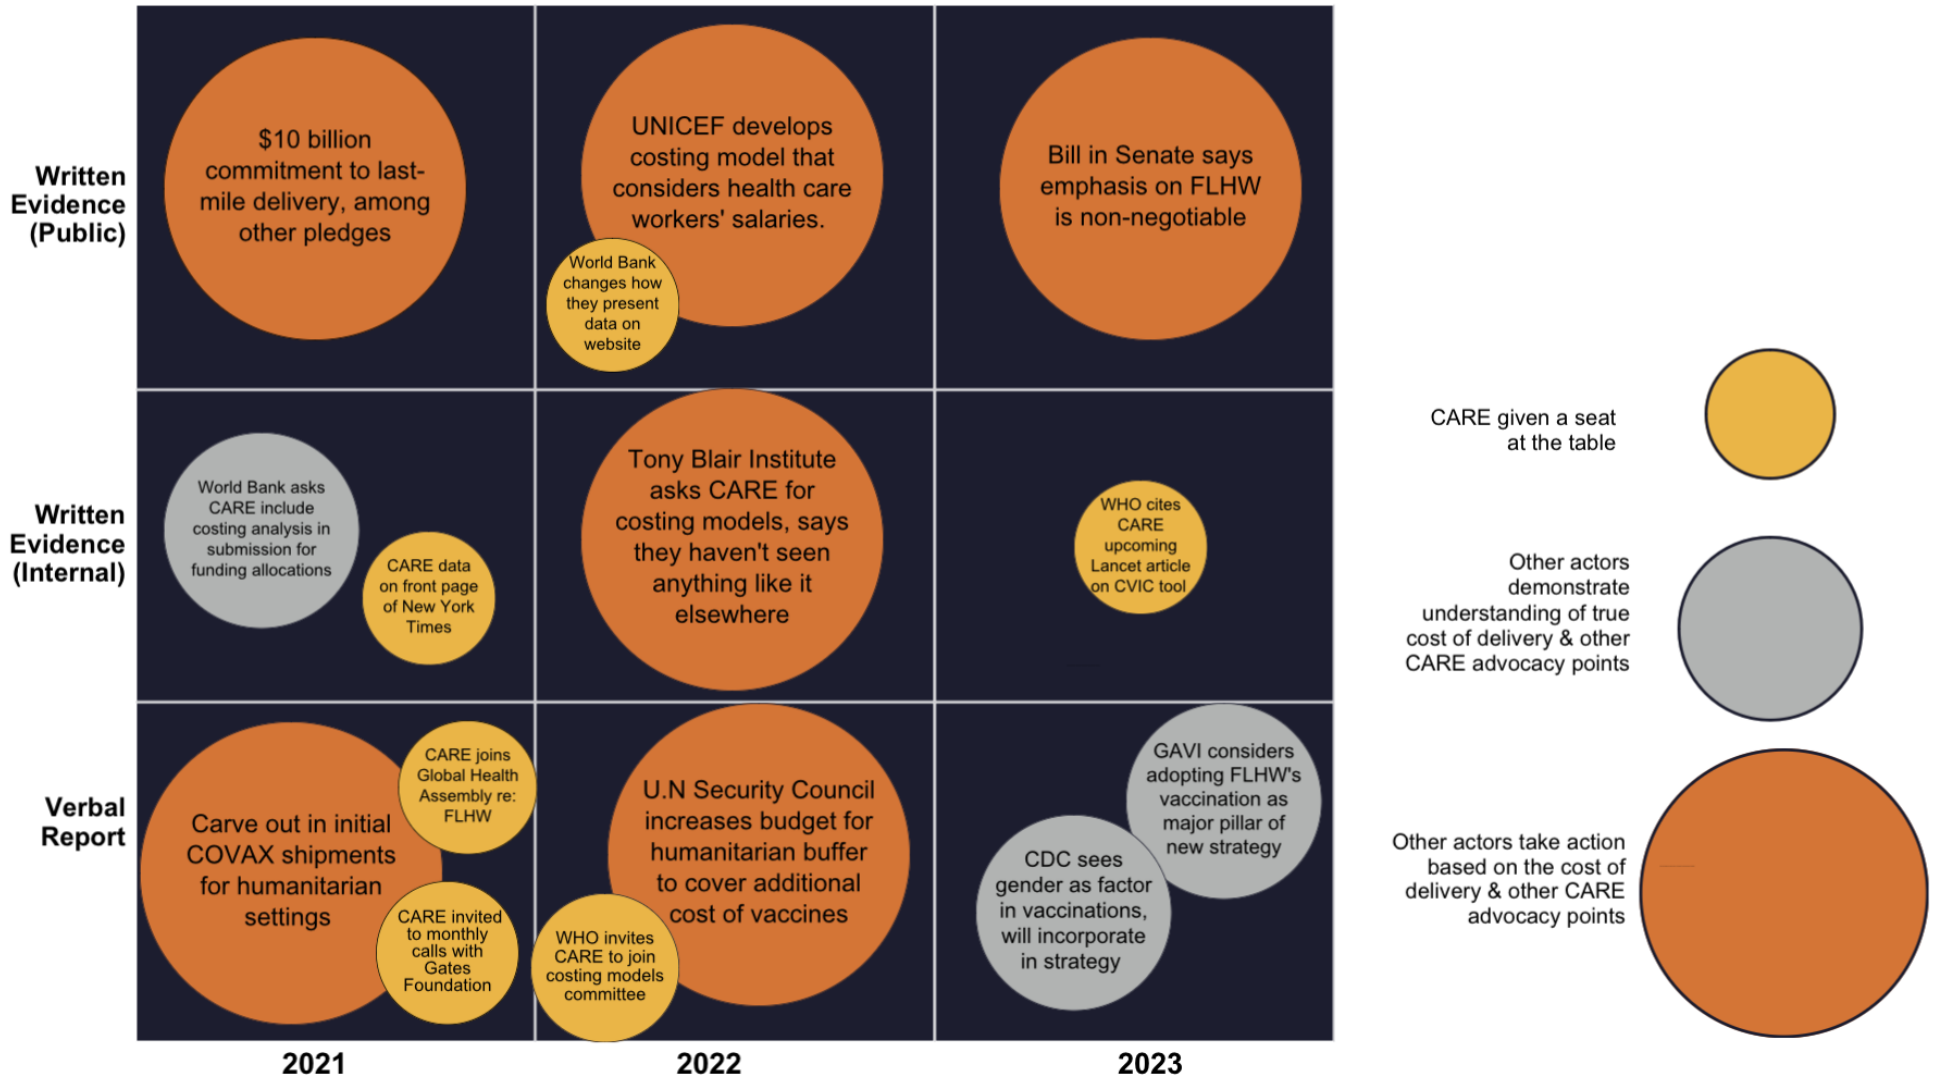 Written
Evidence
(Public)
$10 billion
commitment to last-
mile delivery, among
other pledges
UNICEF develops
costing model that
considers health care
workers' salaries.
World Bank
changes how
they present
data on
website
Bill in Senate says
emphasis on FLHW
is non-negotiable
Written
Evidence
(Internal)
World Bank asks
CARE include
costing analysis in
submission for
funding allocations
CARE data
on front page
of New York
Times
Tony Blair Institute
asks CARE for
costing models, says
they haven't seen
anything like it
elsewhere
WHO cites
CARE
upcoming
Lancet article
on CVIC tool
Verbal
Report
Carve out in initial
COVAX shipments
for humanitarian
settings
CARE joins
Global Health
Assembly re:
FLHW
CARE invited
to monthly
calls with
Gates
Foundation
U.N Security Council
increases budget for
humanitarian buffer
to cover additional
cost of vaccines
WHO invites
CARE to join
costing models
committee
GAVI considers
adopting FLHW's
vaccination as
major pillar of
new strategy
CDC sees
gender as factor
in vaccinations,
will incorporate
in strategy
2021
2022
2023
CARE given a seat
at the table
Other actors
demonstrate
understanding of true
cost of delivery & other
CARE advocacy points
Other actors take action
based on the cost of
delivery & other CARE
advocacy points